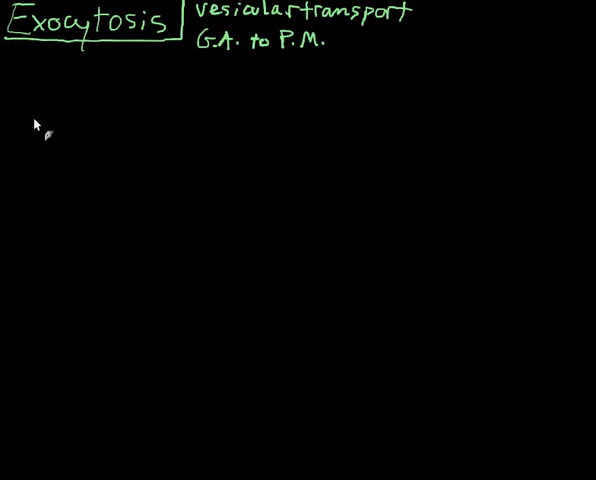 Exocytosis
vesicular transport
G.A. to P.M.